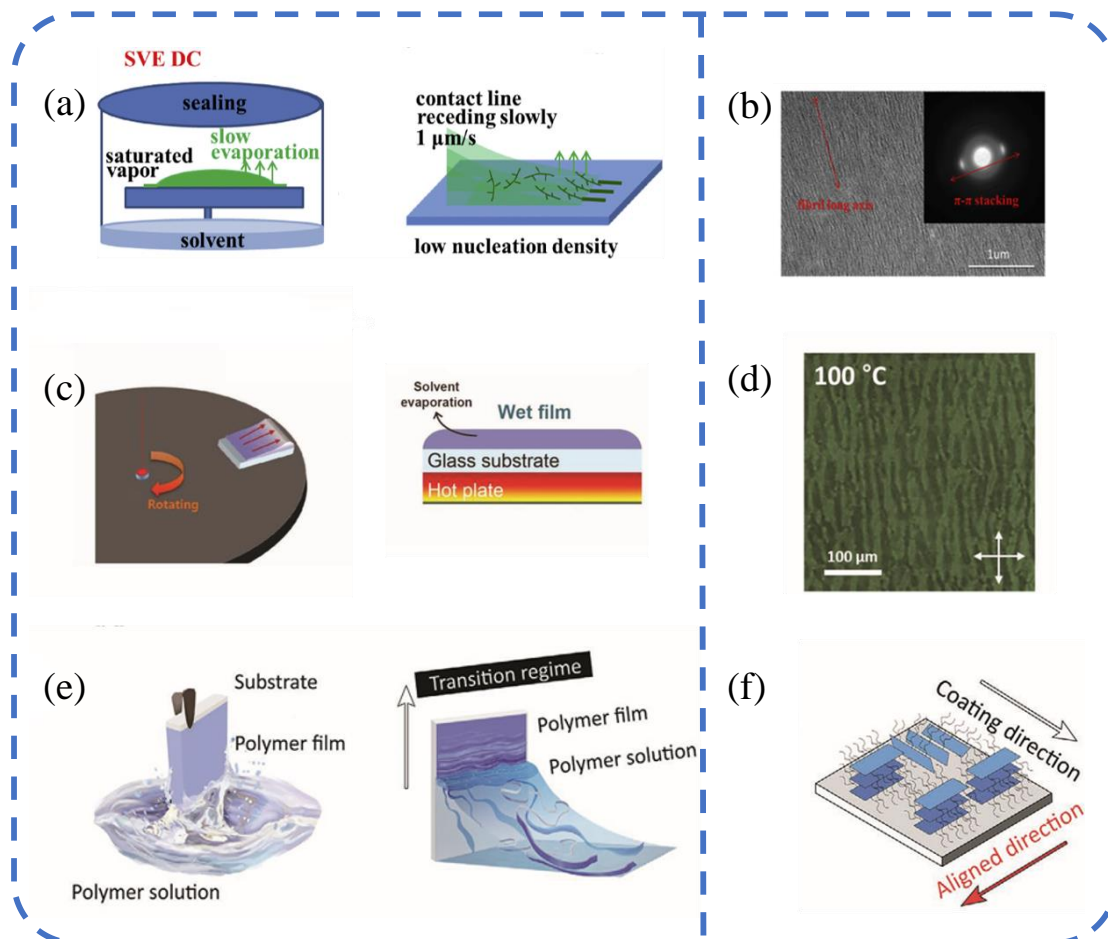 SVE DC
(a)
sealing
slow
evaporation
saturated
vapor
solvent
contact line
receding slowly
1 μm/s
low nucleation density
(b)
fibril long axis
π-π stacking
1um
(c)
Rotating
Solvent
evaporation
Wet film
Glass substrate
Hot plate
(d)
100 °C
100 μm
(e)
Substrate
Polymer film
Polymer solution
Transition regime
Polymer film
Polymer solution
(f)
Coating direction
Aligned direction